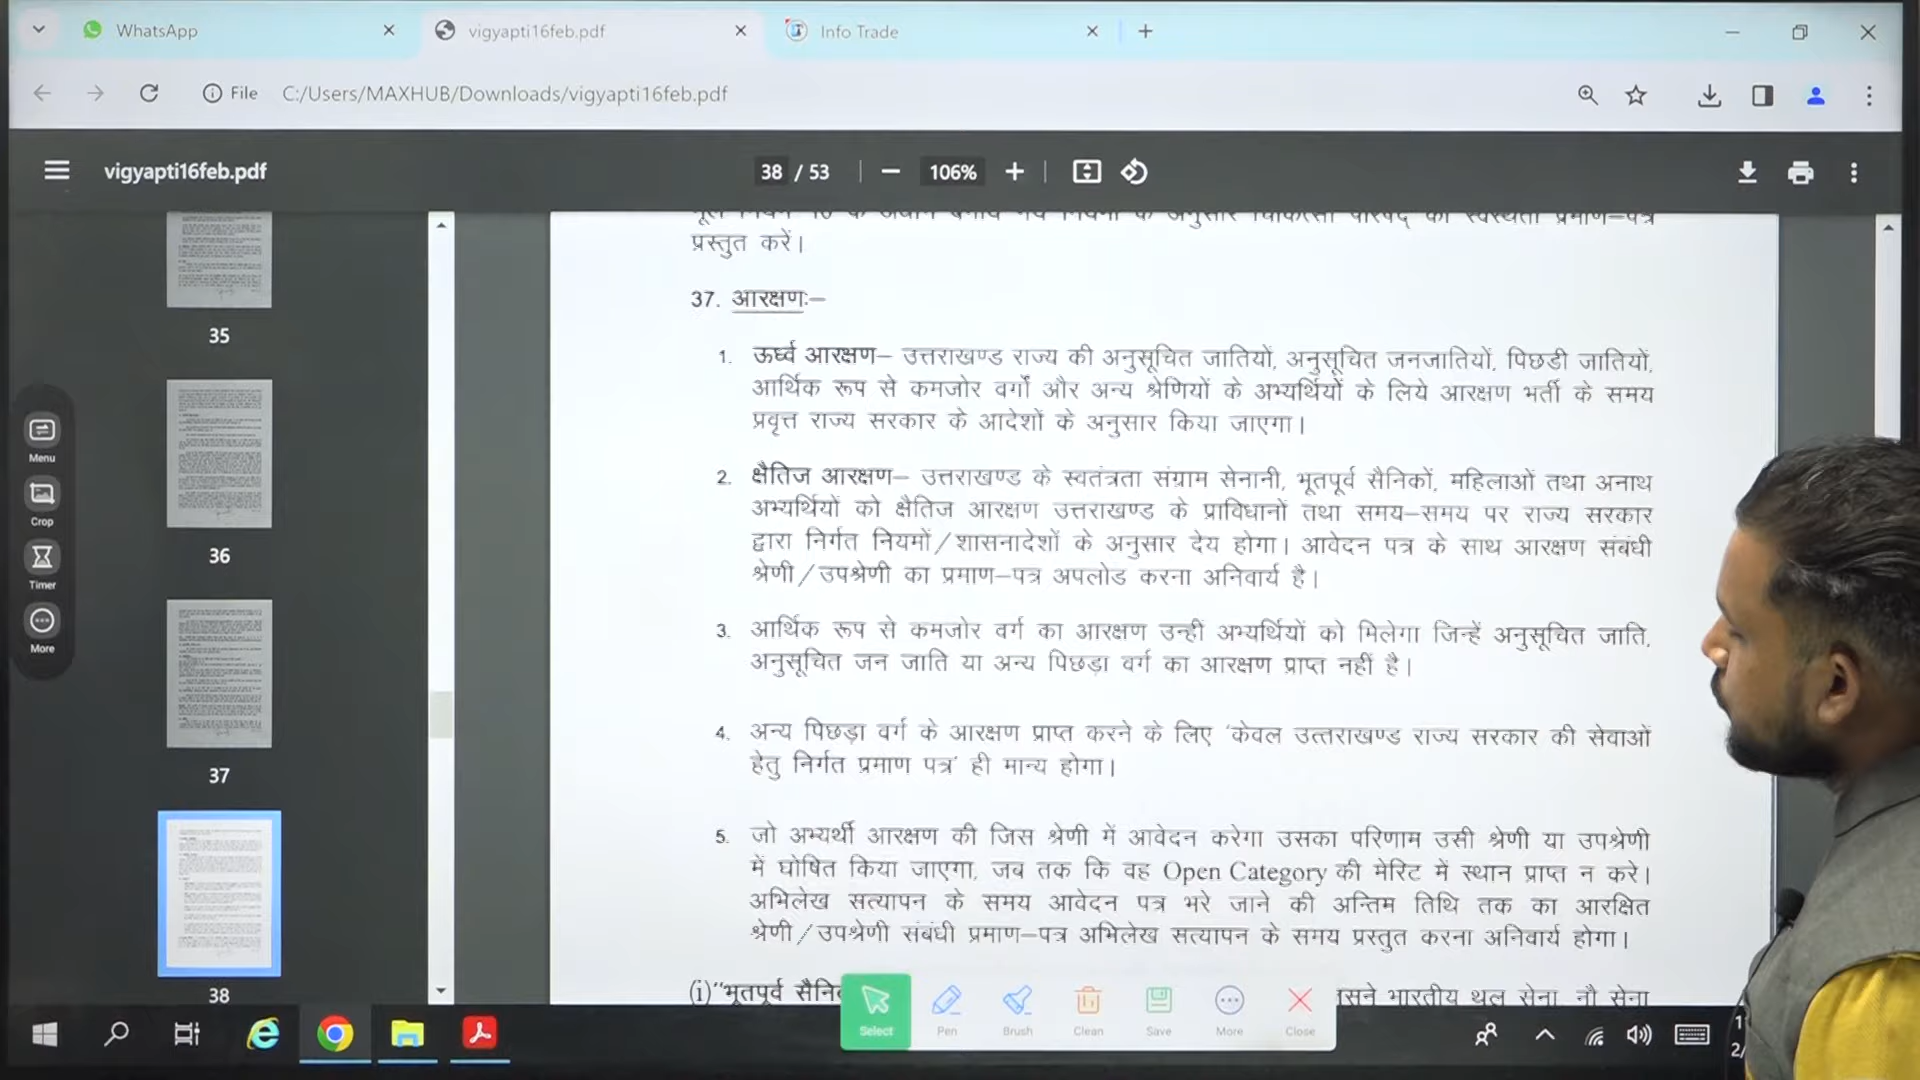 WhatsApp
vigyapti16feb.pdf
Info Trade
File C:/Users/MAXHUB/Downloads/vigyapti16feb.pdf
vigyapti16feb.pdf
38 / 53
106%
प्रस्तुत करें।
37. आरक्षणः–
1. ऊर्ध्व आरक्षण– उत्तराखण्ड राज्य की अनुसूचित जातियों, अनुसूचित जनजातियों, पिछडी जातियों,
आर्थिक रूप से कमजोर वर्गों और अन्य श्रेणियों के अभ्यर्थियों के लिये आरक्षण भर्ती के समय
प्रवृत्त राज्य सरकार के आदेशों के अनुसार किया जाएगा।
2. क्षैतिज आरक्षण– उत्तराखण्ड के स्वतंत्रता संग्राम सेनानी, भूतपूर्व सैनिकों, महिलाओं तथा अनाथ
अभ्यर्थियों को क्षैतिज आरक्षण उत्तराखण्ड के प्राविधानों तथा समय–समय पर राज्य सरकार
द्वारा निर्गत नियमों/शासनादेशों के अनुसार देय होगा। आवेदन पत्र के साथ आरक्षण संबंधी
श्रेणी/उपश्रेणी का प्रमाण–पत्र अपलोड करना अनिवार्य है।
3. आर्थिक रूप से कमजोर वर्ग का आरक्षण उन्हीं अभ्यर्थियों को मिलेगा जिन्हें अनुसूचित जाति,
अनुसूचित जन जाति या अन्य पिछड़ा वर्ग का आरक्षण प्राप्त नहीं है।
4. अन्य पिछड़ा वर्ग के आरक्षण प्राप्त करने के लिए 'केवल उत्तराखण्ड राज्य सरकार की सेवाओं
हेतु निर्गत प्रमाण पत्र' ही मान्य होगा।
5. जो अभ्यर्थी आरक्षण की जिस श्रेणी में आवेदन करेगा उसका परिणाम उसी श्रेणी या उपश्रेणी
में घोषित किया जाएगा, जब तक कि वह Open Category की मेरिट में स्थान प्राप्त न करे।
अभिलेख सत्यापन के समय आवेदन पत्र भरे जाने की अन्तिम तिथि तक का आरक्षित
श्रेणी/उपश्रेणी संबंधी प्रमाण–पत्र अभिलेख सत्यापन के समय प्रस्तुत करना अनिवार्य होगा।
(i)"भूतपूर्व भारतीय थल सेना, नौ सेना
35
36
37
38
Menu
Crop
Timer
More
Select
Pen
Brush
Clean
Save
More
Close